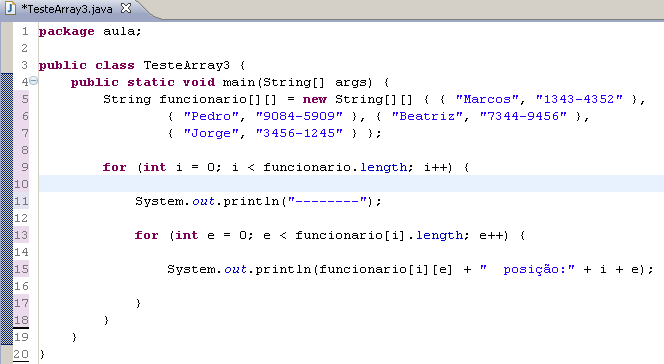 *TesteArray3.java
1 package aula;
2
3 public class TesteArray3 {
4     public static void main(String[] args) {
5         String funcionario[][] = new String[][] { { "Marcos", "1343-4352" },
6                 { "Pedro", "9084-5909" }, { "Beatriz", "7344-9456" },
7                 { "Jorge", "3456-1245" } };
8
9         for (int i = 0; i < funcionario.length; i++) {
10
11             System.out.println("--------");
12
13             for (int e = 0; e < funcionario[i].length; e++) {
14
15                 System.out.println(funcionario[i][e] + "  posição:" + i + e);
16
17             }
18         }
19     }
20 }